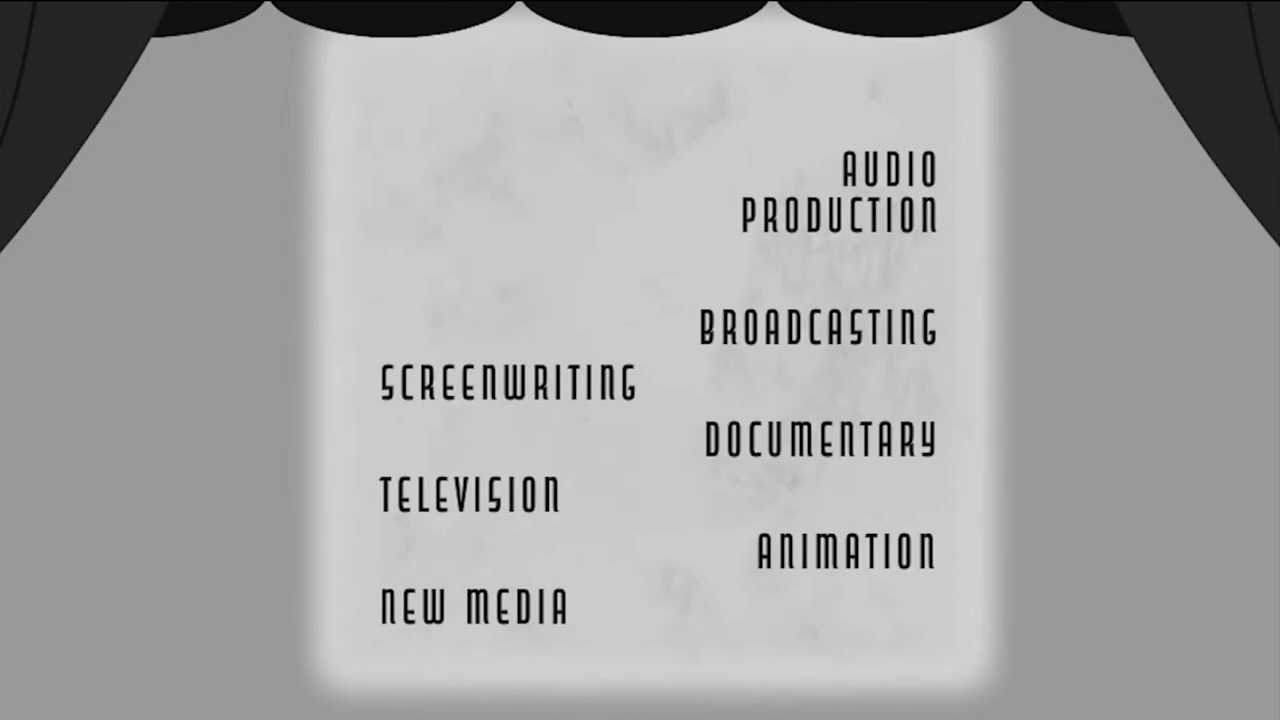 AUDIO
PRODUCTION
BROADCASTING
SCREENWRITING
DOCUMENTARY
TELEVISION
ANIMATION
NEW MEDIA